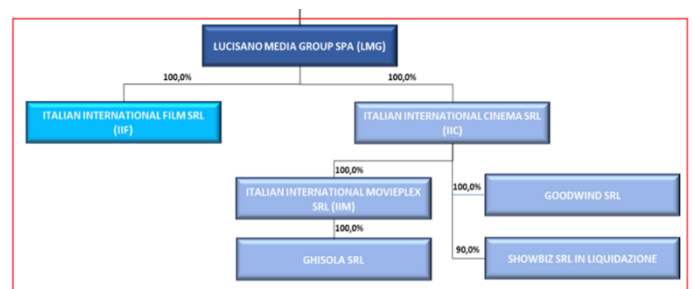 LUCISANO MEDIA GROUP SPA (LMG)
100,0%
100,0%
ITALIAN INTERNATIONAL FILM SRL
(IIF)
ITALIAN INTERNATIONAL CINEMA SRL
(IIC)
100,0%
ITALIAN INTERNATIONAL MOVIEPLEX
SRL (IIM)
100,0%
GOODWIND SRL
100,0%
GHISOLA SRL
90,0%
SHOWBIZ SRL IN LIQUIDAZIONE